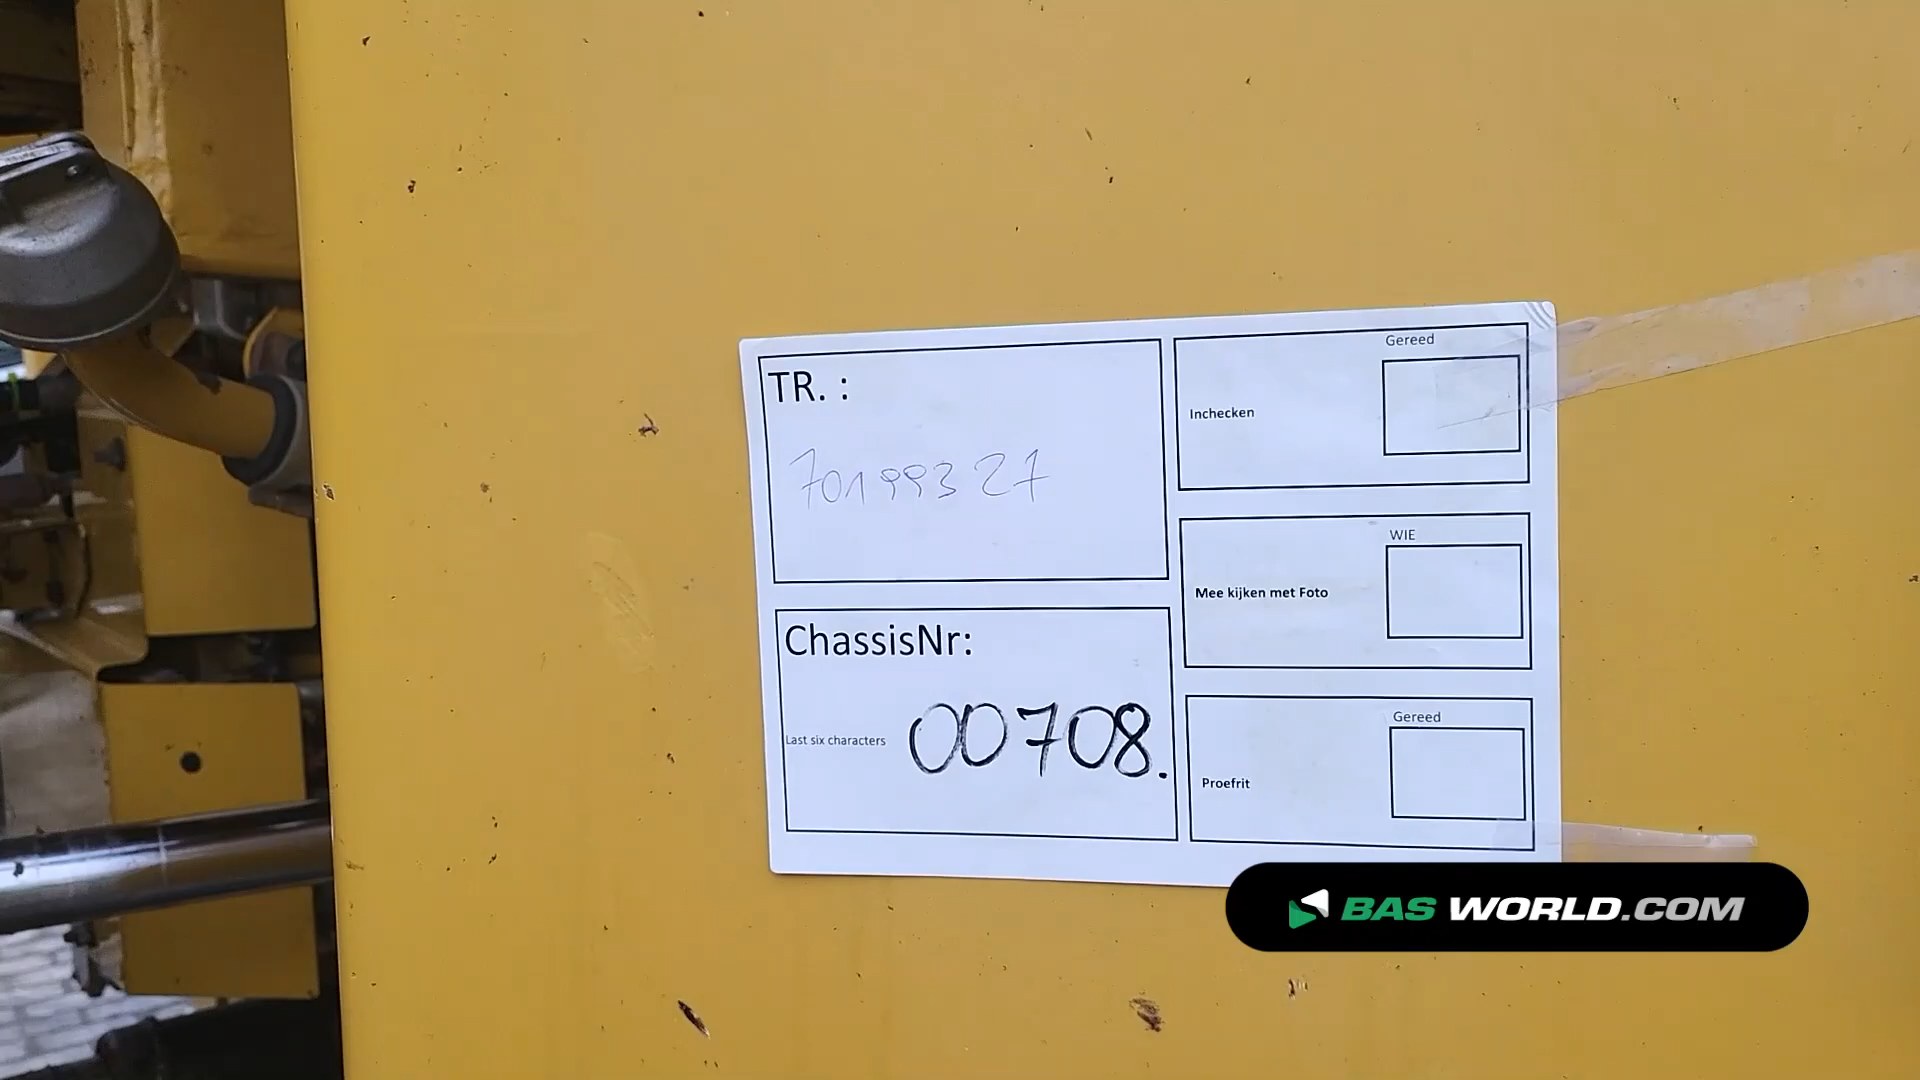 TR. :
70199327
ChassisNr:
Last six characters 00708.
Gereed
Inchecken
WIE
Mee kijken met Foto
Gereed
Proefrit
BAS WORLD.COM